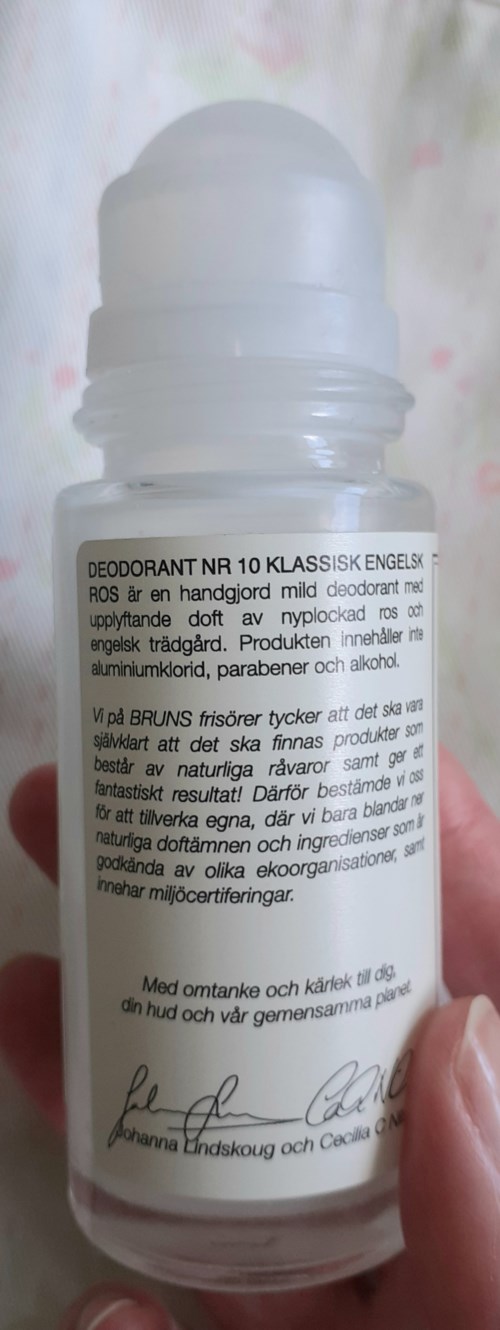 DEODORANT NR 10 KLASSISK ENGELSK
ROS är en handgjord mild deodorant med
upplyftande doft av nyplockad ros och
engelsk trädgård. Produkten innehåller inte
aluminiumklorid, parabener och alkohol.
Vi på BRUNS frisörer tycker att det ska vara
självklart att det ska finnas produkter som
består av naturliga råvaror samt ger ett
fantastiskt resultat! Därför bestämde vi oss
för att tillverka egna, där vi bara blandar ner
naturliga doftämnen och ingredienser som är
godkända av olika ekoorganisationer, samt
innehar miljöcertiferingar.
Med omtanke och kärlek till dig,
din hud och vår gemensamma planet.
Johanna Lindskoug och Cecilia